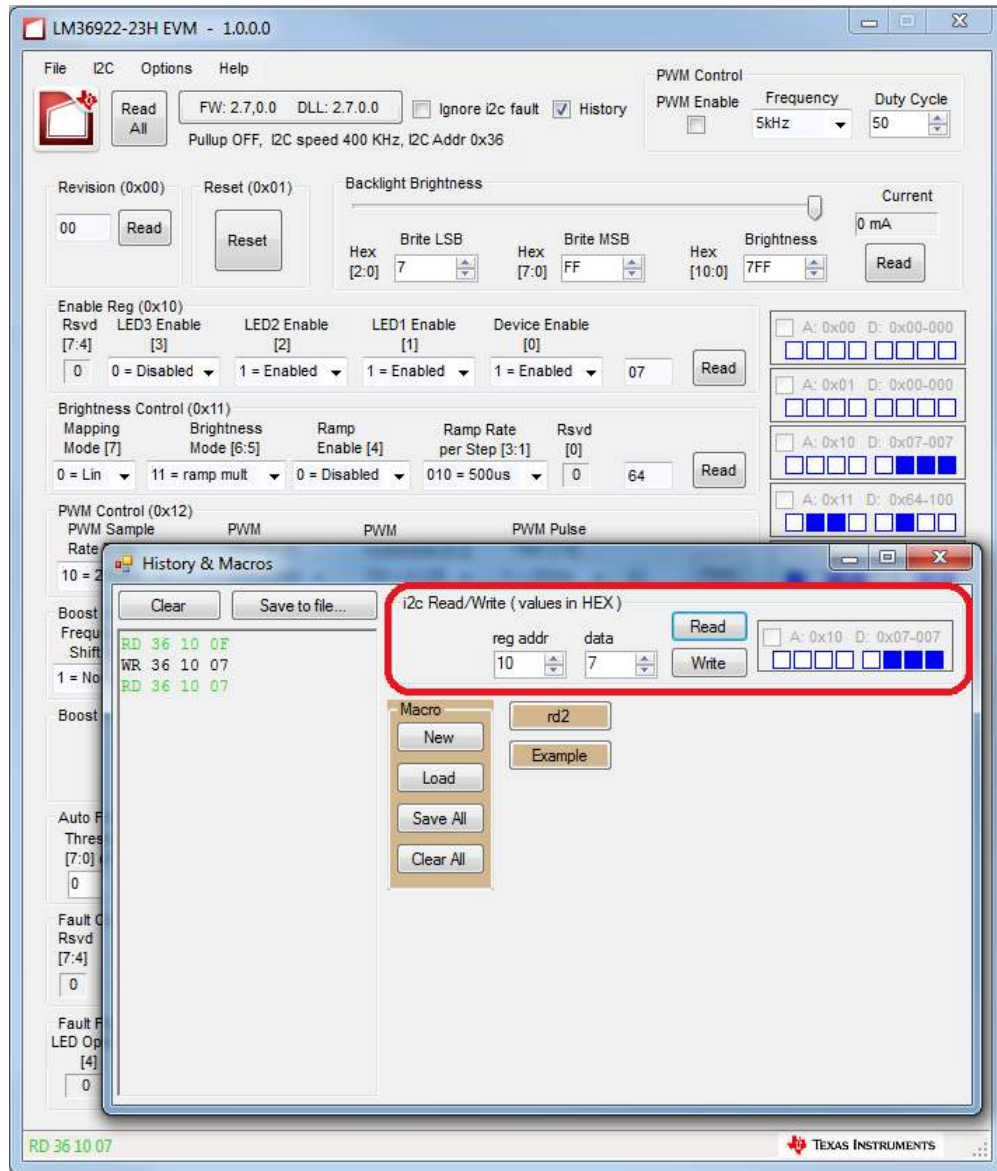 LM36922-23H EVM - 1.0.0.0
File I2C Options Help
Read All
FW: 2.7,0.0 DLL: 2.7.0.0
Ignore i2c fault
History
Pullup OFF, I2C speed 400 KHz, I2C Addr 0x36
PWM Control
PWM Enable Frequency Duty Cycle
5kHz 50
Revision (0x00)
00 Read
Reset (0x01)
Reset
Backlight Brightness
Current
0 mA
Brite LSB Brite MSB Brightness
Hex [2:0] 7 Hex [7:0] FF Hex [10:0] 7FF Read
Enable Reg (0x10)
Rsvd LED3 Enable LED2 Enable LED1 Enable Device Enable
[7:4] [3] [2] [1] [0]
0 0 = Disabled 1 = Enabled 1 = Enabled 1 = Enabled 07 Read
A: 0x00 D: 0x00-000
A: 0x01 D: 0x00-000
Brightness Control (0x11)
Mapping Brightness Ramp Ramp Rate Rsvd
Mode [7] Mode [6:5] Enable [4] per Step [3:1] [0]
0 = Lin 11 = ramp mult 0 = Disabled 010 = 500us 0 64 Read
A: 0x10 D: 0x07-007
A: 0x11 D: 0x64-100
PWM Control (0x12)
PWM Sample PWM PWM PWM Pulse
Rate
10 = 2
Boost
Frequ
Shift
1 = No
Boost
Auto F
Thres
[7:0]
0
Fault C
Rsvd
[7:4]
0
Fault F
LED Op
[4]
0
History & Macros
Clear Save to file...
RD 36 10 0F
WR 36 10 07
RD 36 10 07
i2c Read/Write ( values in HEX )
reg addr data
10 7
Read
Write
A: 0x10 D: 0x07-007
Macro
New
Load
Save All
Clear All
rd2
Example
RD 36 10 07
TEXAS INSTRUMENTS